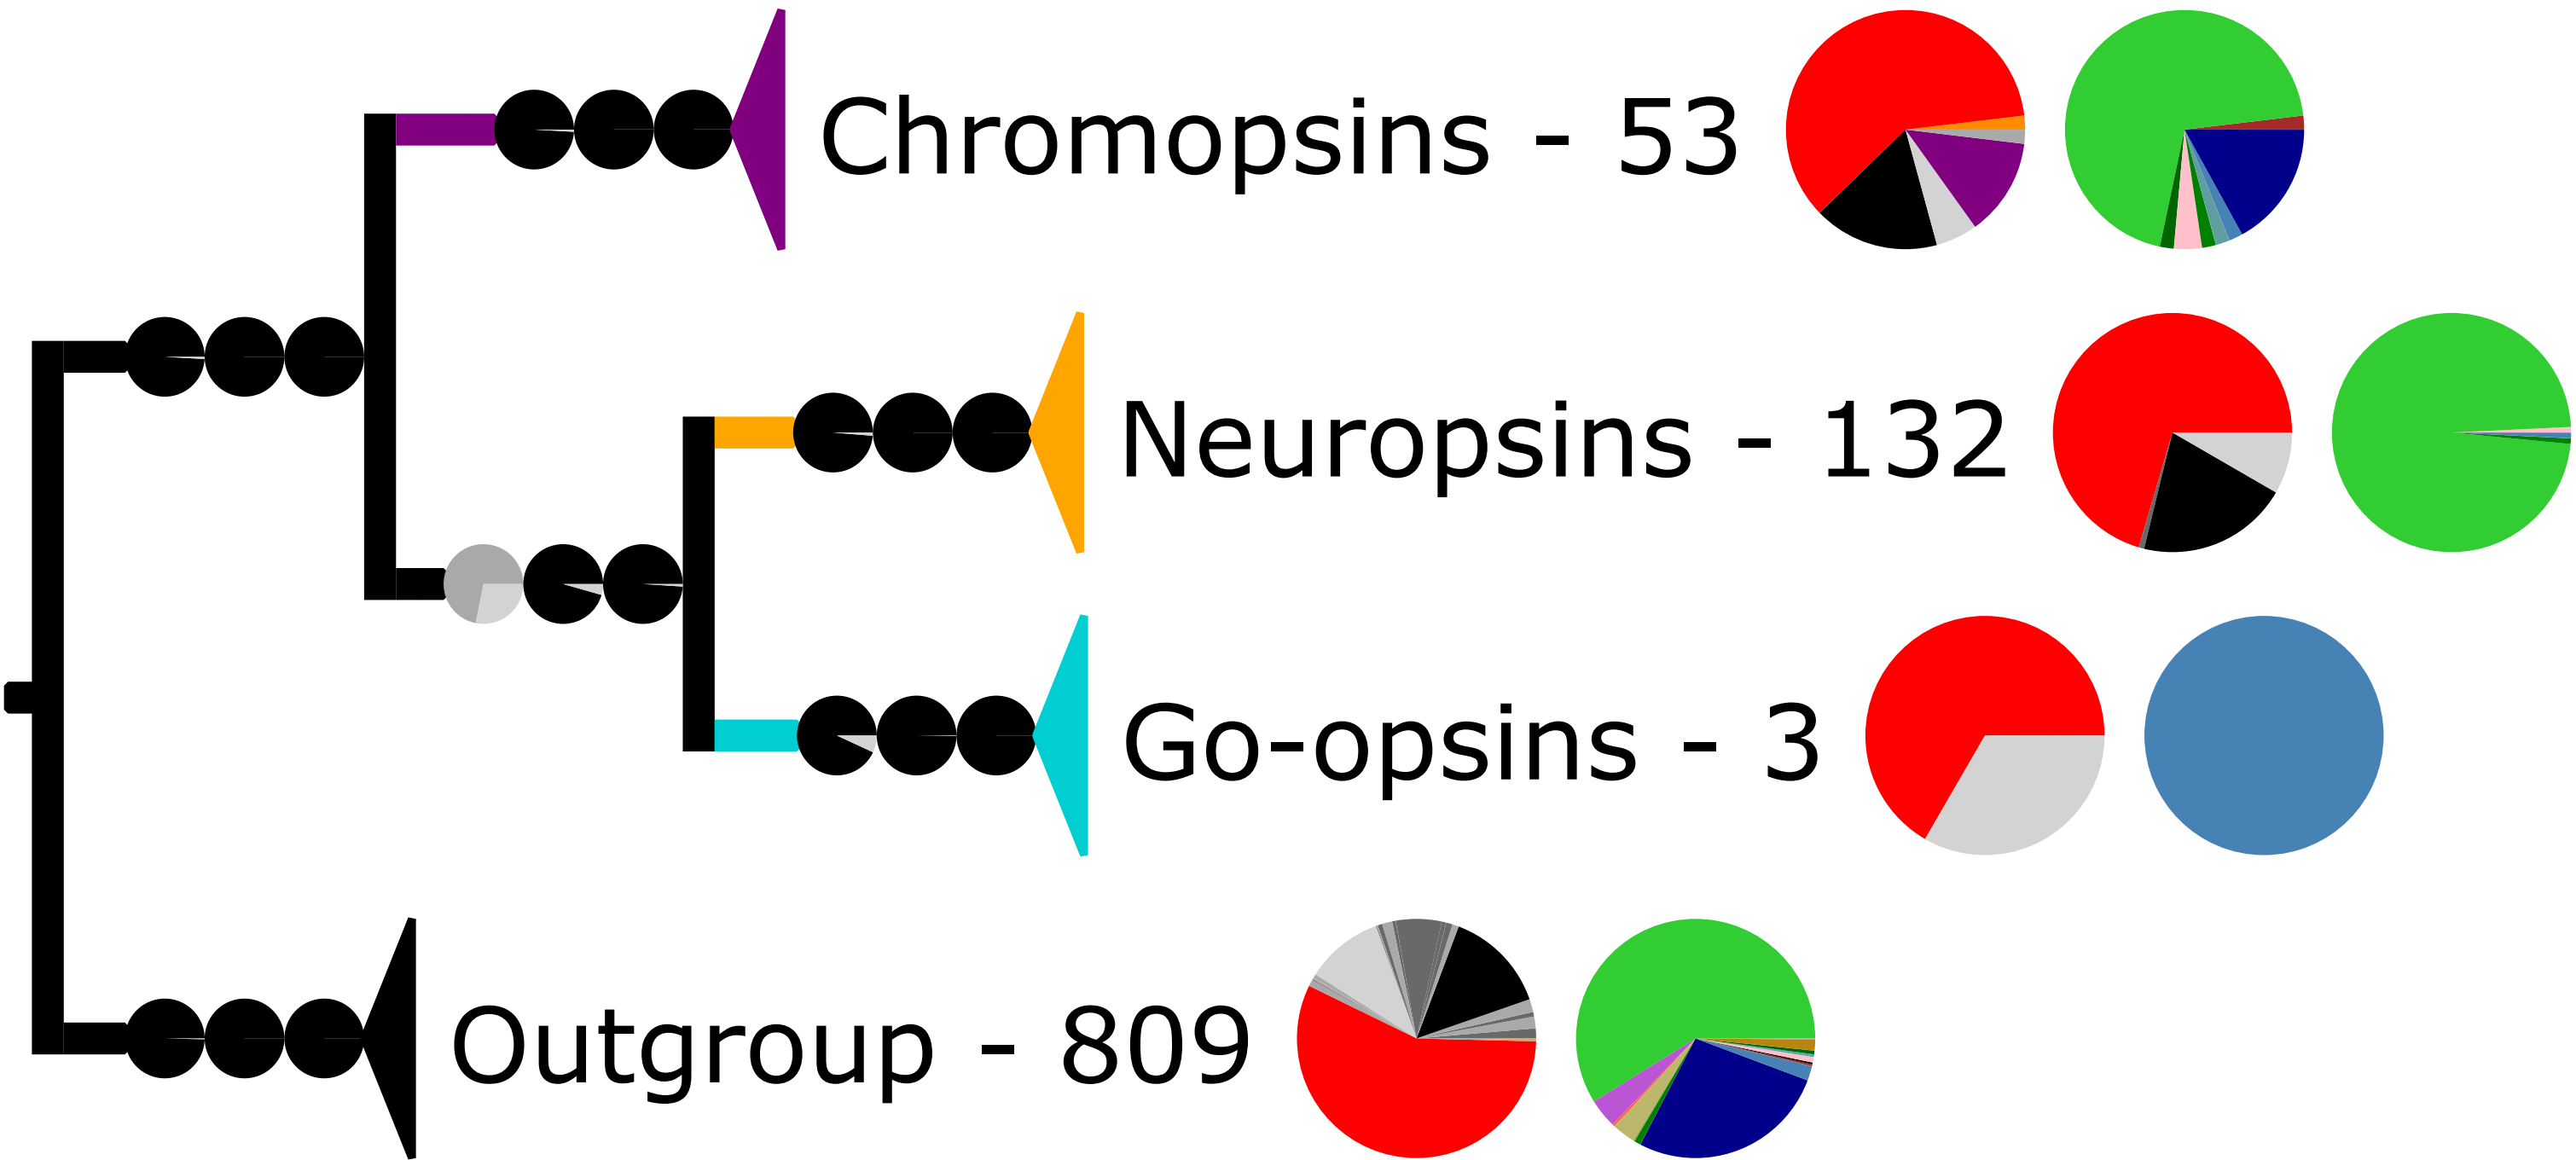 Chromopsins - 53
Neuropsins - 132
Go-opsins - 3
Outgroup - 809